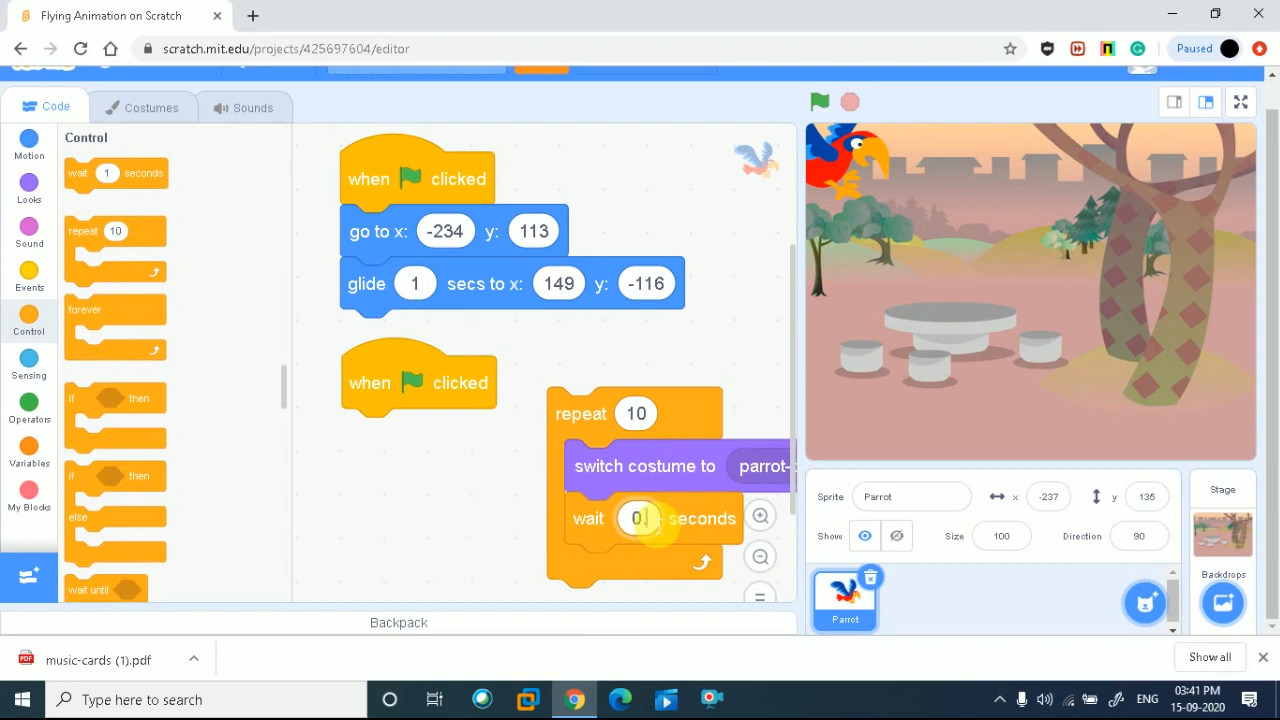 Flying Animation on Scratch
scratch.mit.edu/projects/425697604/editor
Paused
Code
Costumes
Sounds
Motion
Looks
Sound
Events
Control
Sensing
Operators
Variables
My Blocks
Control
wait 1 seconds
repeat 10
forever
if then
if then
else
wait until
when clicked
go to x: -234 y: 113
glide 1 secs to x: 149 y: -116
when clicked
repeat 10
switch costume to parrot-
wait 0. seconds
Backpack
Sprite Parrot x -237 y 135
Show Size 100 Direction 90
Parrot
Stage
Backdrops
music-cards (1).pdf
Show all
Type here to search
ENG
03:41 PM
15-09-2020